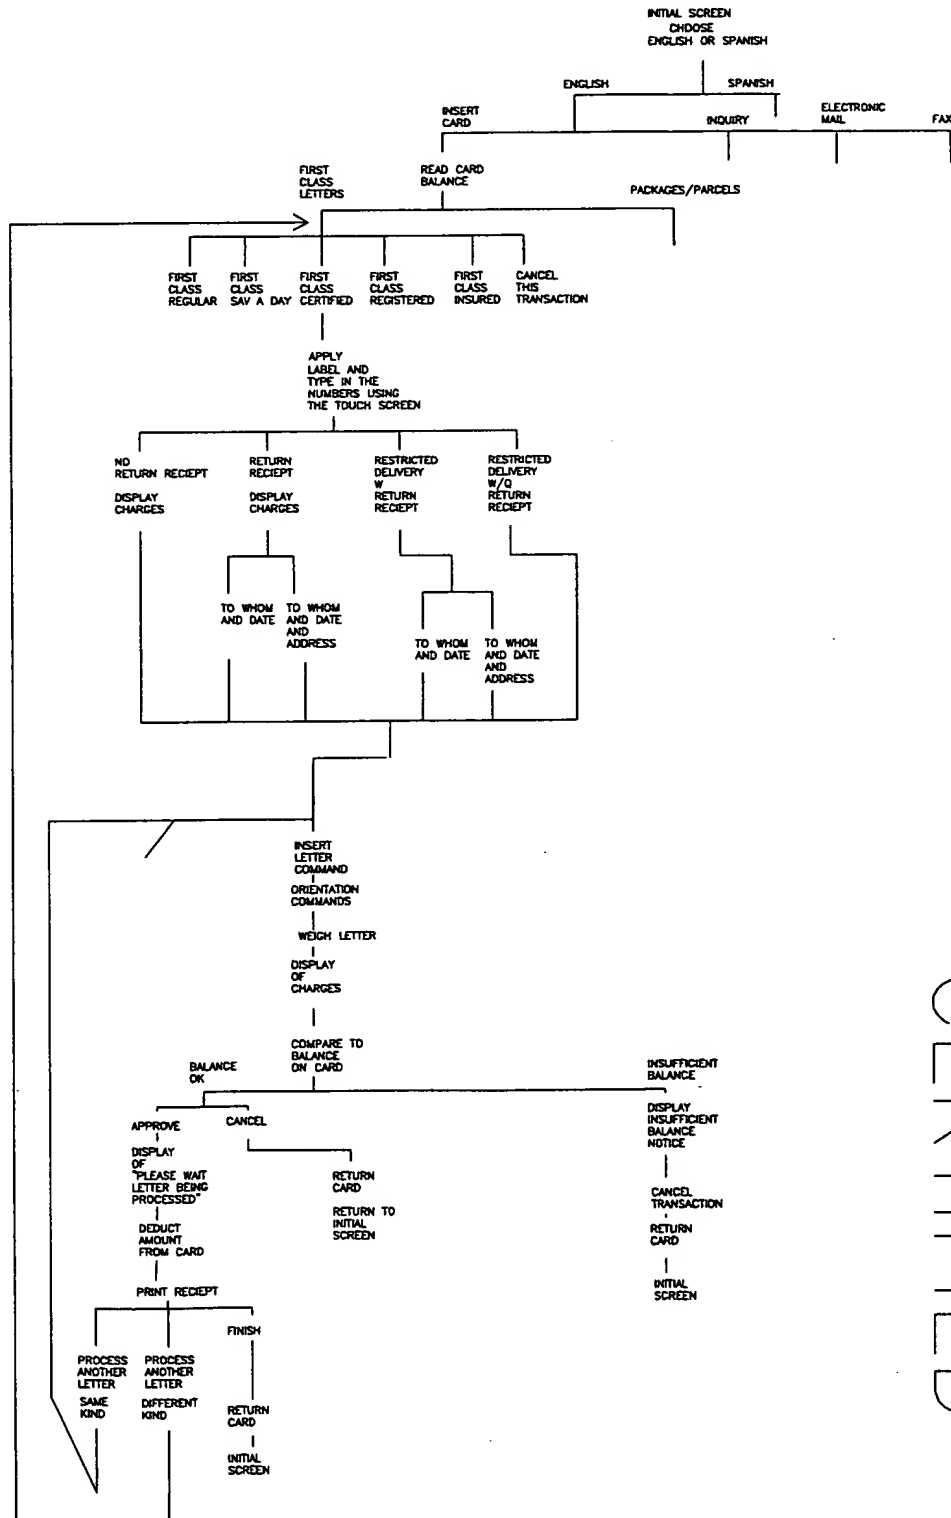 INITIAL SCREEN
CHOOSE
ENGLISH OR SPANISH
ENGLISH
SPANISH
INSERT
CARD
INQUIRY
ELECTRONIC
MAIL
FAX
READ CARD
BALANCE
FIRST
CLASS
LETTERS
PACKAGES/PARCELS
FIRST
CLASS
REGULAR
FIRST
CLASS
SAV A DAY
FIRST
CLASS
CERTIFIED
FIRST
CLASS
REGISTERED
FIRST
CLASS
INSURED
CANCEL
THIS
TRANSACTION
APPLY
LABEL AND
TYPE IN THE
NUMBERS USING
THE TOUCH SCREEN
NO
RETURN RECIEPT
DISPLAY
CHARGES
RETURN
RECIEPT
DISPLAY
CHARGES
RESTRICTED
DELIVERY
W
RETURN
RECIEPT
RESTRICTED
DELIVERY
W/O
RETURN
RECIEPT
TO WHOM
AND DATE
TO WHOM
AND DATE
AND
ADDRESS
TO WHOM
AND DATE
TO WHOM
AND DATE
AND
ADDRESS
INSERT
LETTER
COMMAND
ORIENTATION
COMMANDS
WEIGH LETTER
DISPLAY
OF
CHARGES
COMPARE TO
BALANCE
ON CARD
BALANCE
OK
INSUFFICIENT
BALANCE
APPROVE
CANCEL
DISPLAY
INSUFFICIENT
BALANCE
NOTICE
DISPLAY
OF
"PLEASE WAIT
LETTER BEING
PROCESSED"
RETURN
CARD
RETURN TO
INITIAL
SCREEN
CANCEL
TRANSACTION
RETURN
CARD
INITIAL
SCREEN
DEDUCT
AMOUNT
FROM CARD
PRINT RECIEPT
FINISH
PROCESS
ANOTHER
LETTER
SAME
KIND
PROCESS
ANOTHER
LETTER
DIFFERENT
KIND
RETURN
CARD
INITIAL
SCREEN